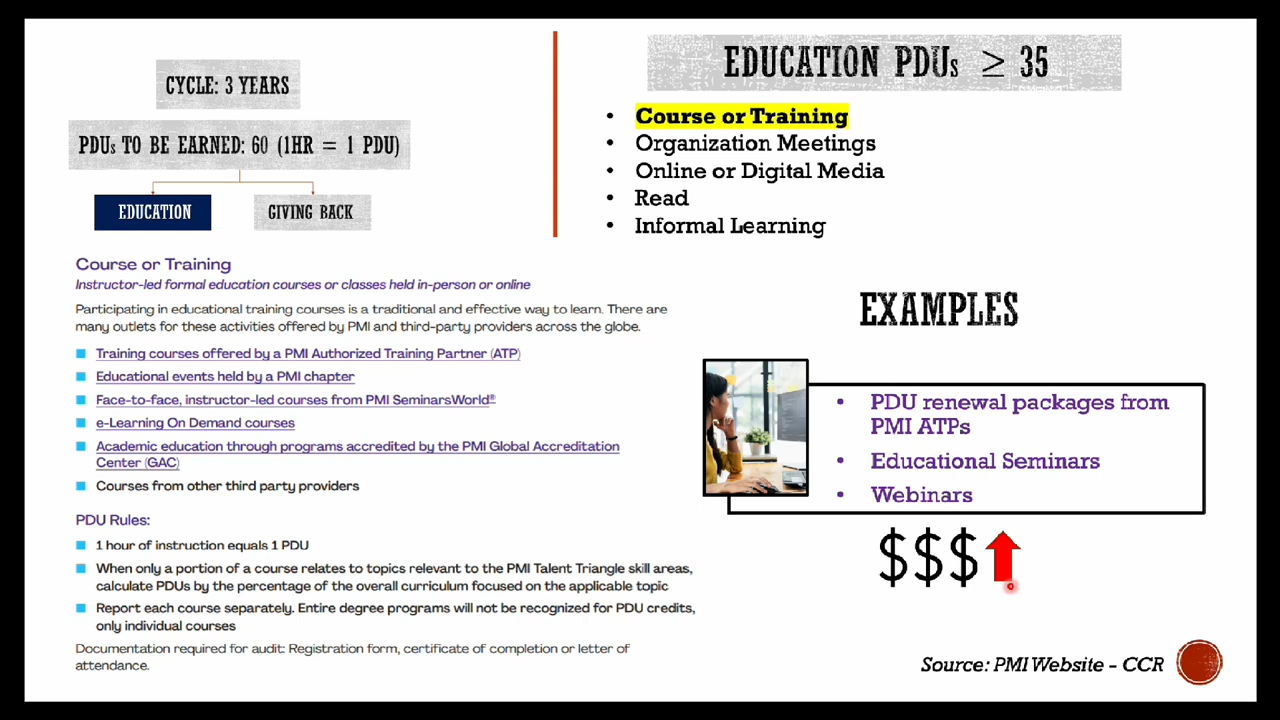 CYCLE: 3 YEARS
PDUs TO BE EARNED: 60 (1HR = 1 PDU)
EDUCATION
GIVING BACK
EDUCATION PDUs ≥ 35
• Course or Training
• Organization Meetings
• Online or Digital Media
• Read
• Informal Learning
Course or Training
Instructor-led formal education courses or classes held in-person or online
Participating in educational training courses is a traditional and effective way to learn. There are
many outlets for these activities offered by PMI and third-party providers across the globe.
Training courses offered by a PMI Authorized Training Partner (ATP)
Educational events held by a PMI chapter
Face-to-face, instructor-led courses from PMI SeminarsWorld®
e-Learning On Demand courses
Academic education through programs accredited by the PMI Global Accreditation
Center (GAC)
Courses from other third party providers
PDU Rules:
1 hour of instruction equals 1 PDU
When only a portion of a course relates to topics relevant to the PMI Talent Triangle skill areas,
calculate PDUs by the percentage of the overall curriculum focused on the applicable topic
Report each course separately. Entire degree programs will not be recognized for PDU credits,
only individual courses
Documentation required for audit: Registration form, certificate of completion or letter of
attendance.
EXAMPLES
• PDU renewal packages from
PMI ATPs
• Educational Seminars
• Webinars
$$$
Source: PMI Website - CCR